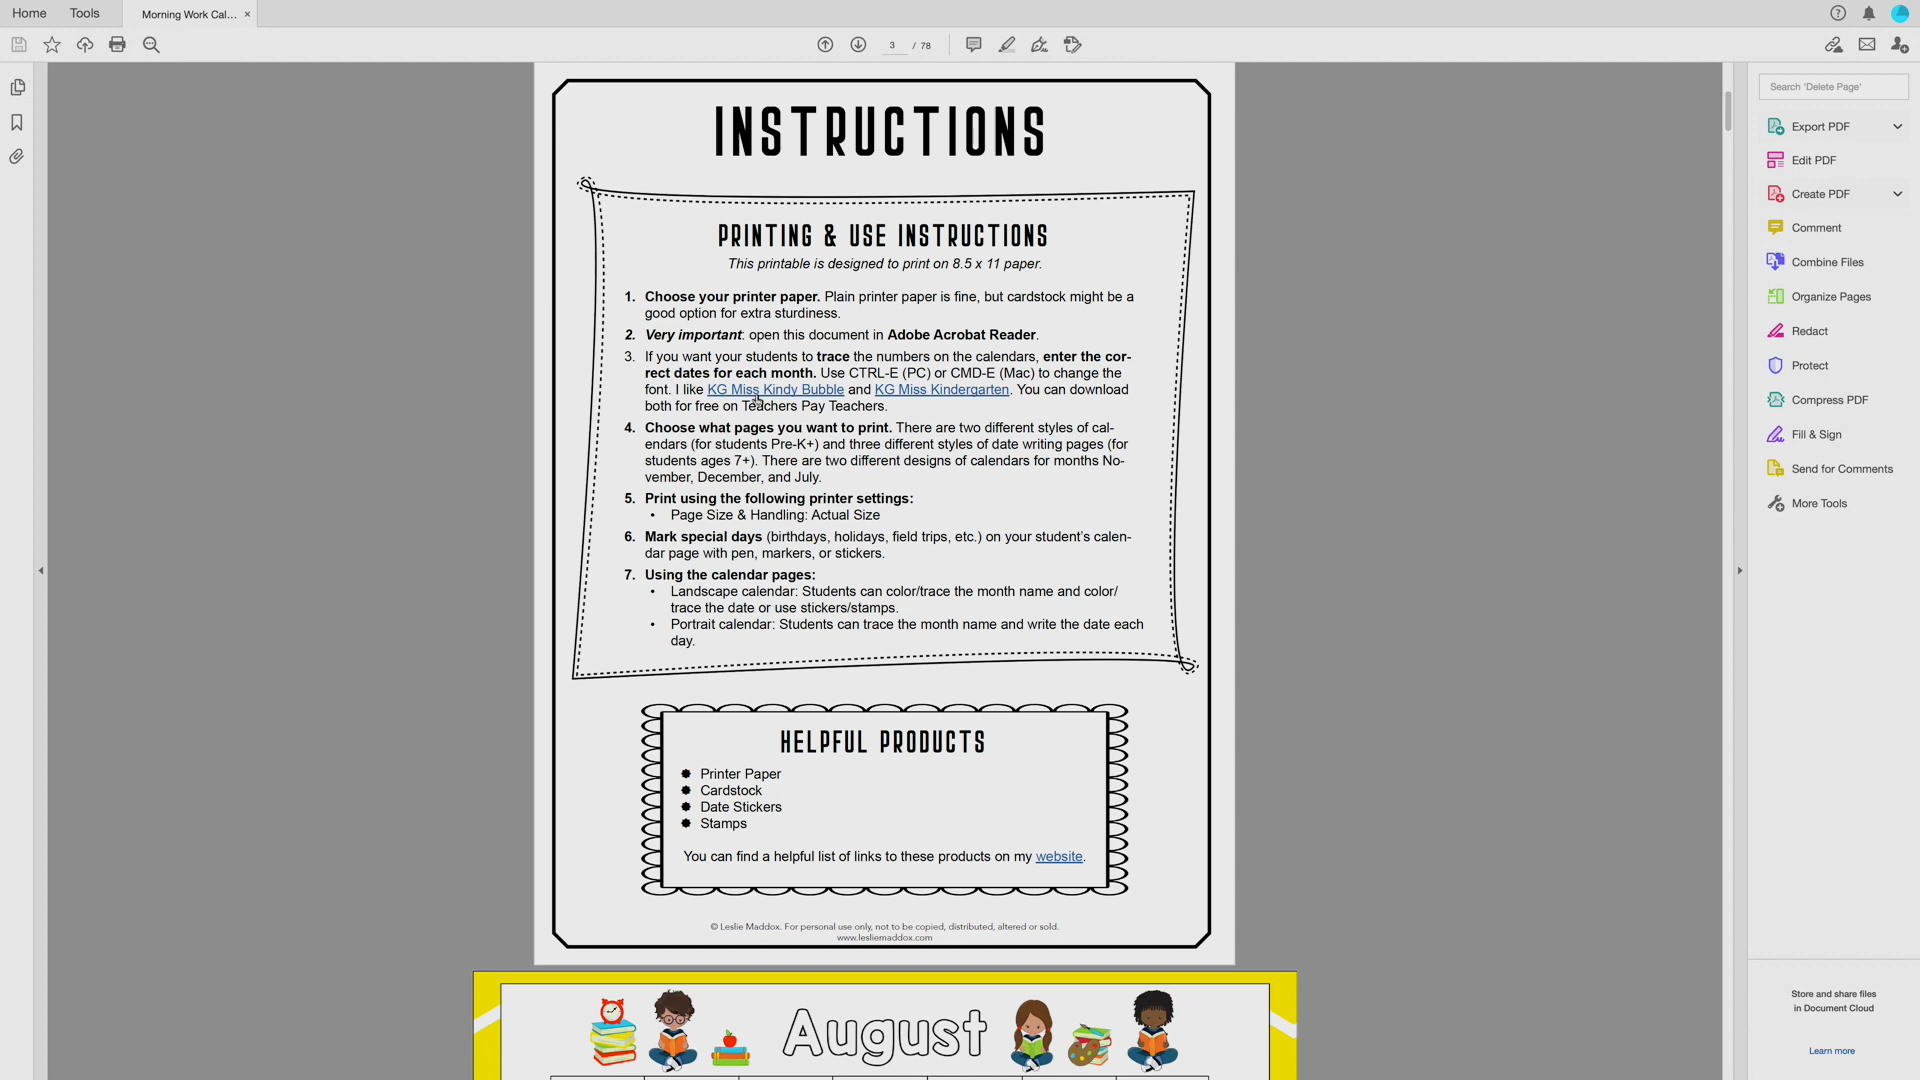 Home
Tools
Morning Work Cal... ×
3 / 78
Search 'Delete Page'
Export PDF
Edit PDF
Create PDF
Comment
Combine Files
Organize Pages
Redact
Protect
Compress PDF
Fill & Sign
Send for Comments
More Tools
Store and share files
in Document Cloud
Learn more
INSTRUCTIONS
PRINTING & USE INSTRUCTIONS
This printable is designed to print on 8.5 x 11 paper.
1. Choose your printer paper. Plain printer paper is fine, but cardstock might be a
good option for extra sturdiness.
2. Very important: open this document in Adobe Acrobat Reader.
3. If you want your students to trace the numbers on the calendars, enter the cor-
rect dates for each month. Use CTRL-E (PC) or CMD-E (Mac) to change the
font. I like KG Miss Kindy Bubble and KG Miss Kindergarten. You can download
both for free on Teachers Pay Teachers.
4. Choose what pages you want to print. There are two different styles of cal-
endars (for students Pre-K+) and three different styles of date writing pages (for
students ages 7+). There are two different designs of calendars for months No-
vember, December, and July.
5. Print using the following printer settings:
• Page Size & Handling: Actual Size
6. Mark special days (birthdays, holidays, field trips, etc.) on your student's calen-
dar page with pen, markers, or stickers.
7. Using the calendar pages:
• Landscape calendar: Students can color/trace the month name and color/
trace the date or use stickers/stamps.
• Portrait calendar: Students can trace the month name and write the date each
day.
HELPFUL PRODUCTS
Printer Paper
Cardstock
Date Stickers
Stamps
You can find a helpful list of links to these products on my website.
© Leslie Maddox. For personal use only, not to be copied, distributed, altered or sold.
www.lesliemaddox.com
August